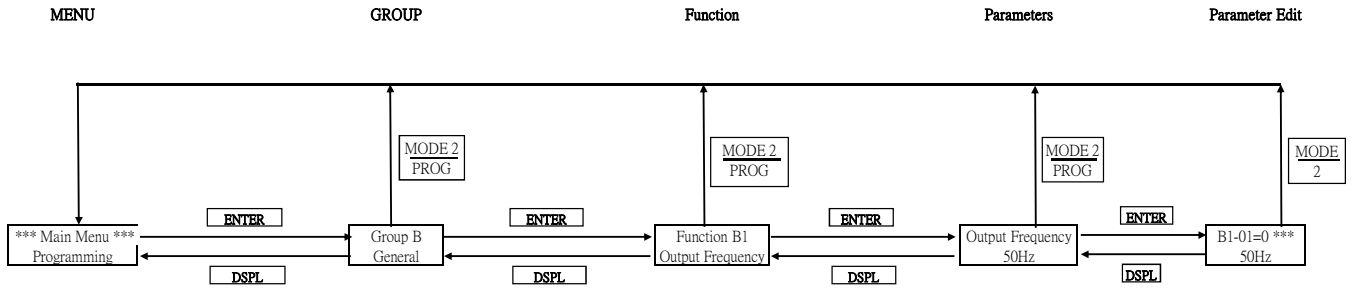 MENU GROUP Function Parameters Parameter Edit
MODE 2
PROG
MODE 2
PROG
MODE 2
PROG
MODE
2
ENTER ENTER ENTER ENTER
*** Main Menu ***
Programming
Group B
General
Function B1
Output Frequency
Output Frequency
50Hz
B1-01=0 ***
50Hz
DSPL DSPL DSPL DSPL